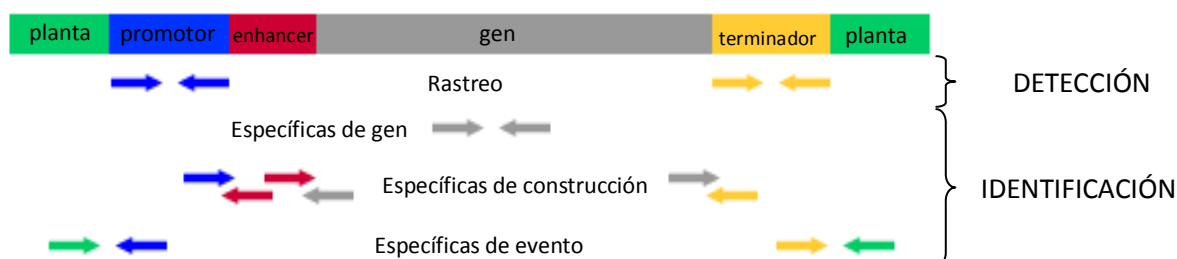 planta promotor enhancer gen terminador planta
Rastreo DETECCIÓN
Específicas de gen
Específicas de construcción IDENTIFICACIÓN
Específicas de evento